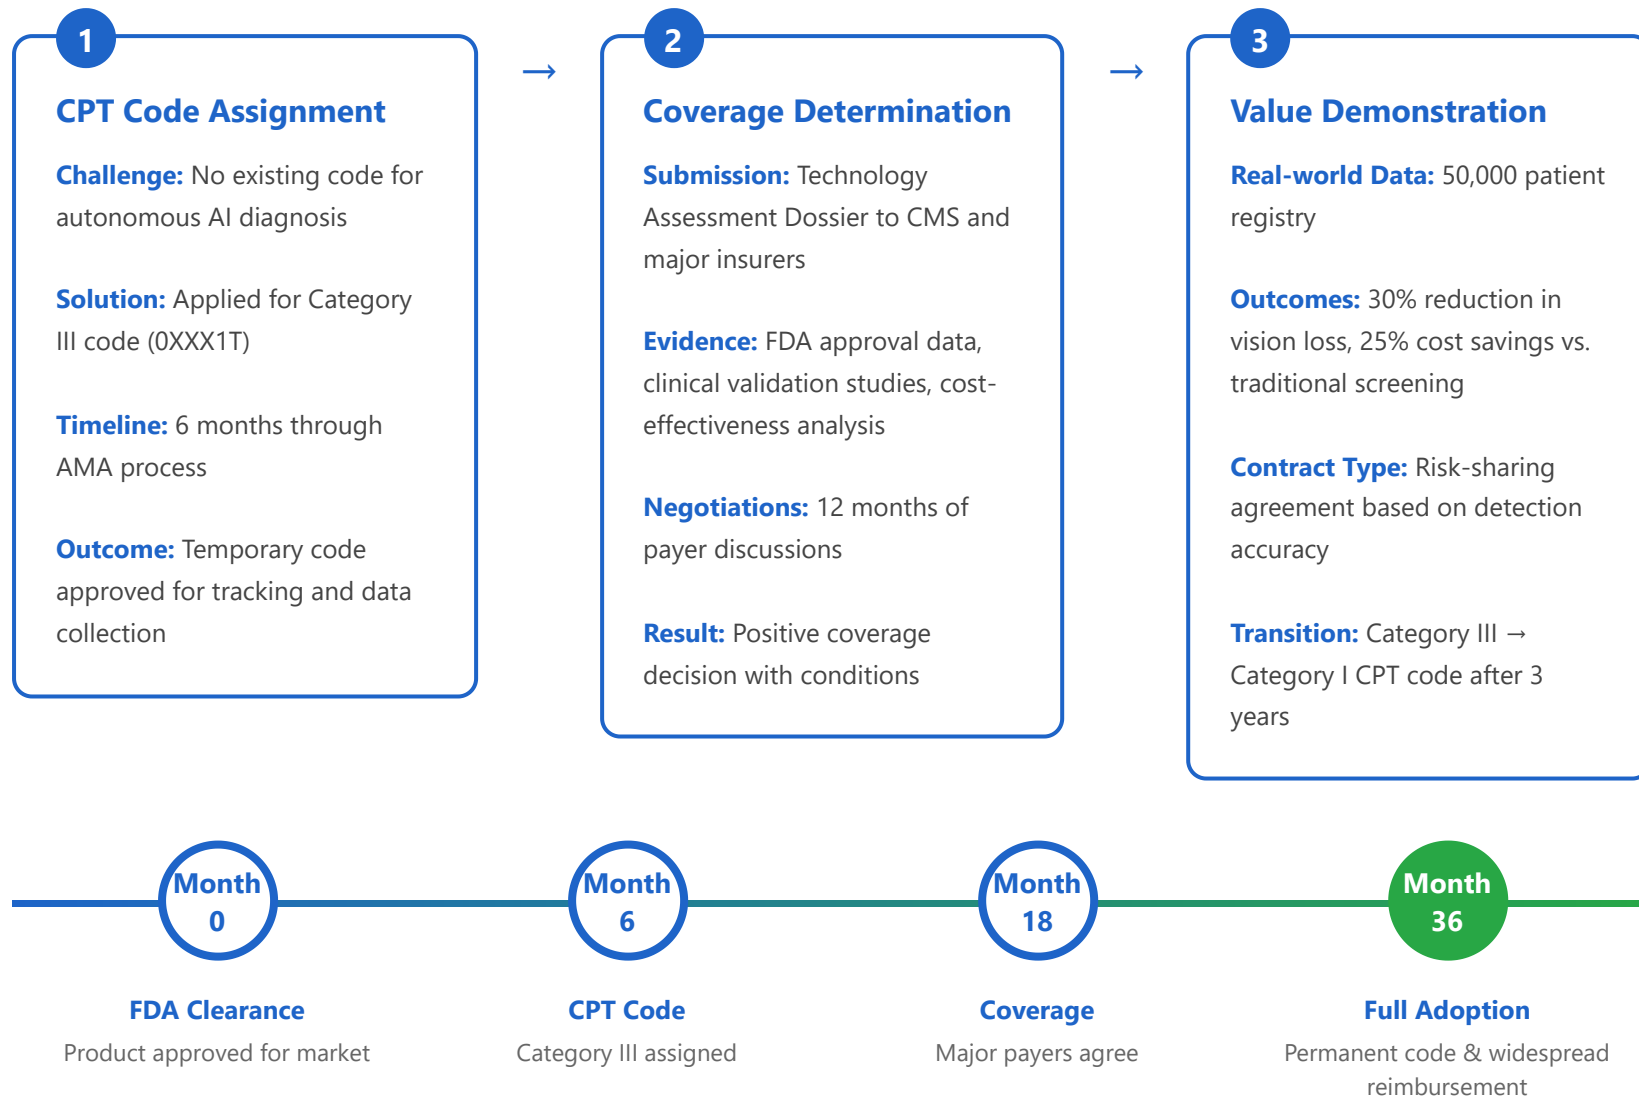 1
CPT Code Assignment
Challenge: No existing code for
autonomous AI diagnosis
Solution: Applied for Category
III code (0XXX1T)
Timeline: 6 months through
AMA process
Outcome: Temporary code
approved for tracking and data
collection
→
2
Coverage Determination
Submission: Technology
Assessment Dossier to CMS and
major insurers
Evidence: FDA approval data,
clinical validation studies, cost-
effectiveness analysis
Negotiations: 12 months of
payer discussions
Result: Positive coverage
decision with conditions
→
3
Value Demonstration
Real-world Data: 50,000 patient
registry
Outcomes: 30% reduction in
vision loss, 25% cost savings vs.
traditional screening
Contract Type: Risk-sharing
agreement based on detection
accuracy
Transition: Category III →
Category I CPT code after 3
years
Month
0
FDA Clearance
Product approved for market
Month
6
CPT Code
Category III assigned
Month
18
Coverage
Major payers agree
Month
36
Full Adoption
Permanent code & widespread
reimbursement